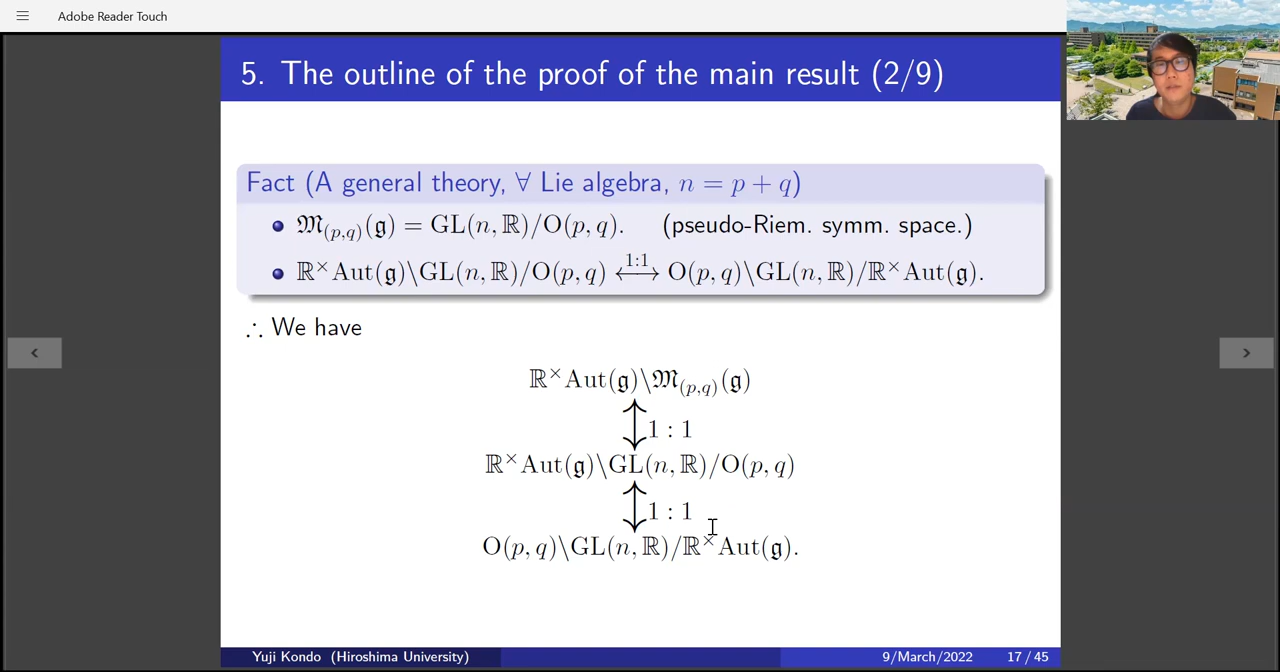 Adobe Reader Touch
5. The outline of the proof of the main result (2/9)
Fact (A general theory, ∀ Lie algebra, n = p + q)
𝔐(p,q)(𝔤) = GL(n, ℝ)/O(p, q). (pseudo-Riem. symm. space.)
ℝ×Aut(𝔤)\GL(n, ℝ)/O(p, q) ⟷ 1:1 O(p, q)\GL(n, ℝ)/ℝ×Aut(𝔤).
∴ We have
ℝ×Aut(𝔤)\𝔐(p,q)(𝔤)
1 : 1
ℝ×Aut(𝔤)\GL(n, ℝ)/O(p, q)
1 : 1
O(p, q)\GL(n, ℝ)/ℝ×Aut(𝔤).
Yuji Kondo (Hiroshima University) 9/March/2022 17 / 45